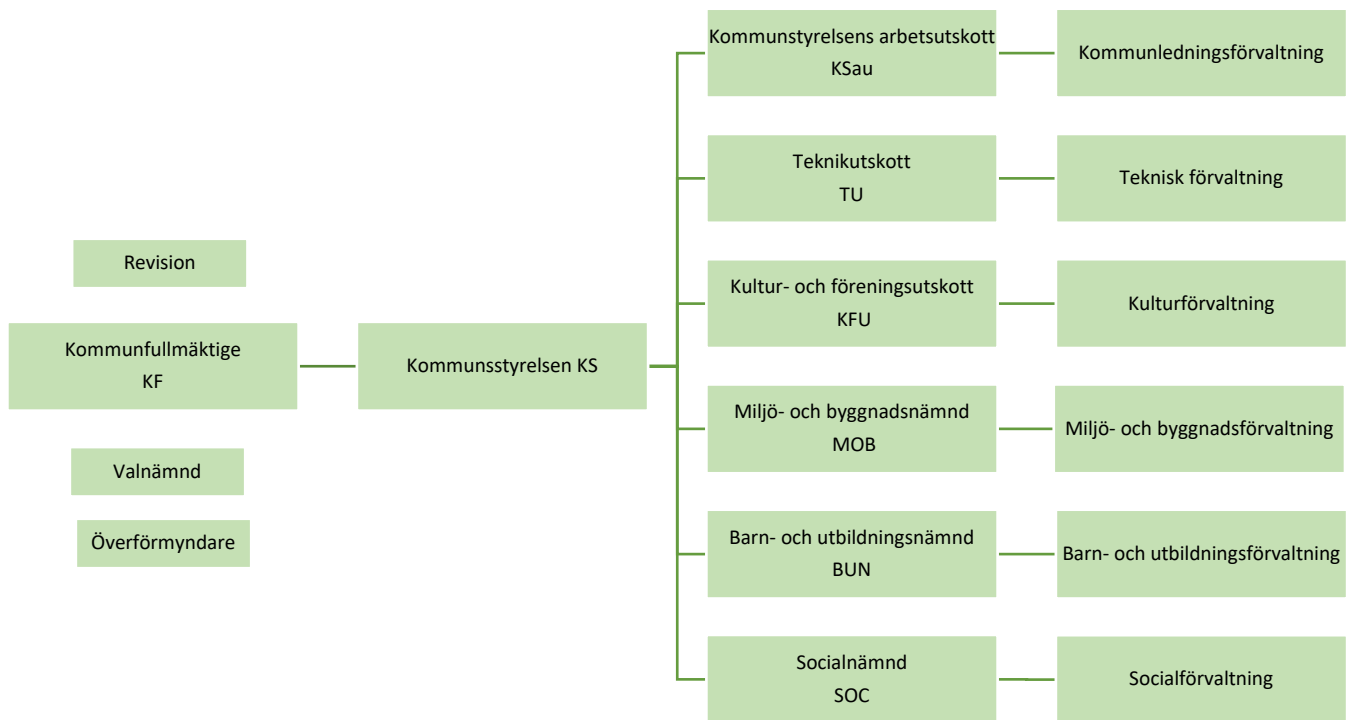 Kommunstyrelsens arbetsutskott
KSau
Kommunledningsförvaltning
Teknikutskott
TU
Teknisk förvaltning
Revision
Kultur- och föreningsutskott
KFU
Kulturförvaltning
Kommunfullmäktige
KF
Kommunsstyrelsen KS
Miljö- och byggnadsnämnd
MOB
Miljö- och byggnadsförvaltning
Valnämnd
Överförmyndare
Barn- och utbildningsnämnd
BUN
Barn- och utbildningsförvaltning
Socialnämnd
SOC
Socialförvaltning